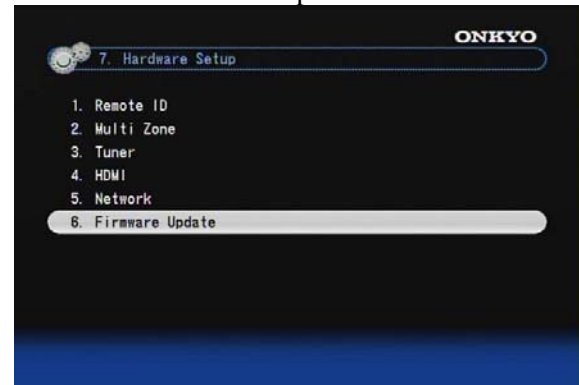 ONKYO
7. Hardware Setup
1. Remote ID
2. Multi Zone
3. Tuner
4. HDMI
5. Network
6. Firmware Update